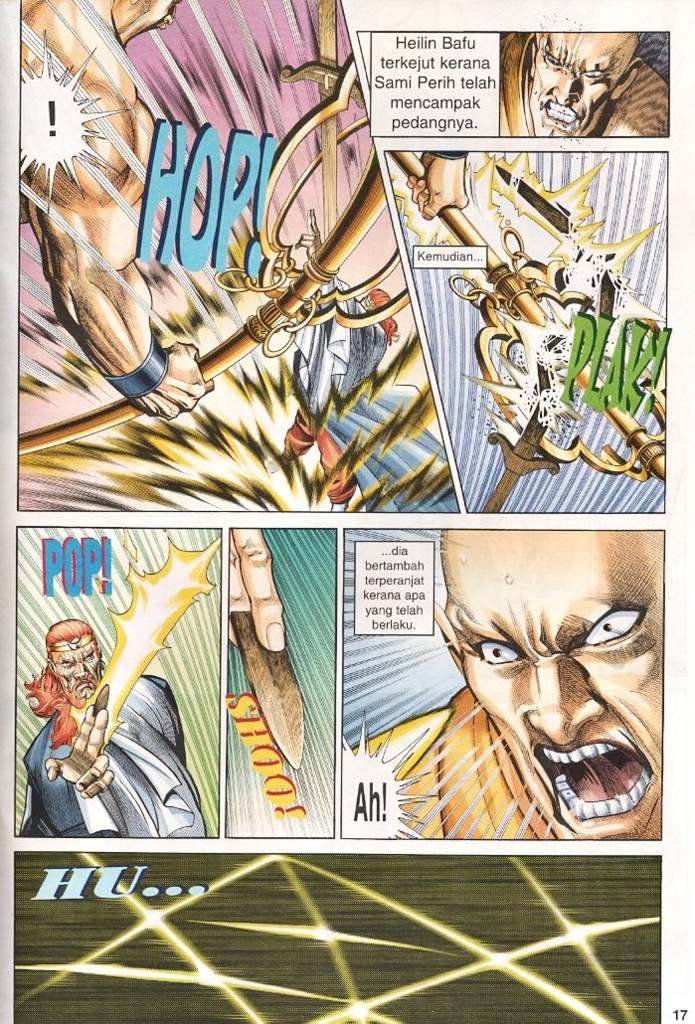 !
HOP!
Heilin Bafu
terkejut kerana
Sami Perih telah
mencampak
pedangnya.
Kemudian...
PLAK!
POP!
SHOOS
...dia
bertambah
terperanjat
kerana apa
yang telah
berlaku.
Ah!
HU...
17